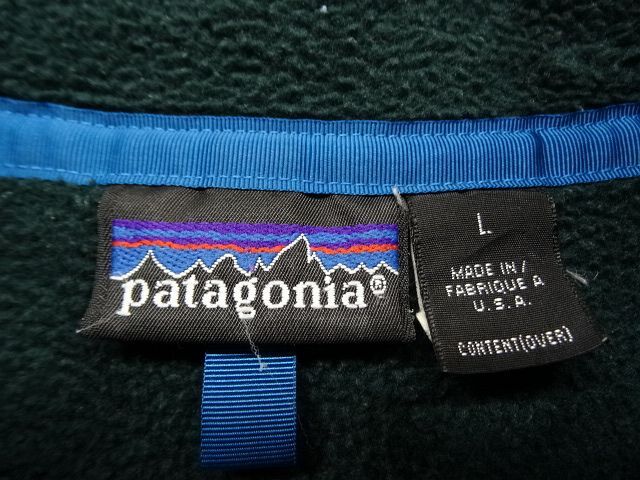 patagonia®
L
MADE IN/
FABRIQUE A
U.S.A.
CONTENT(OVER)